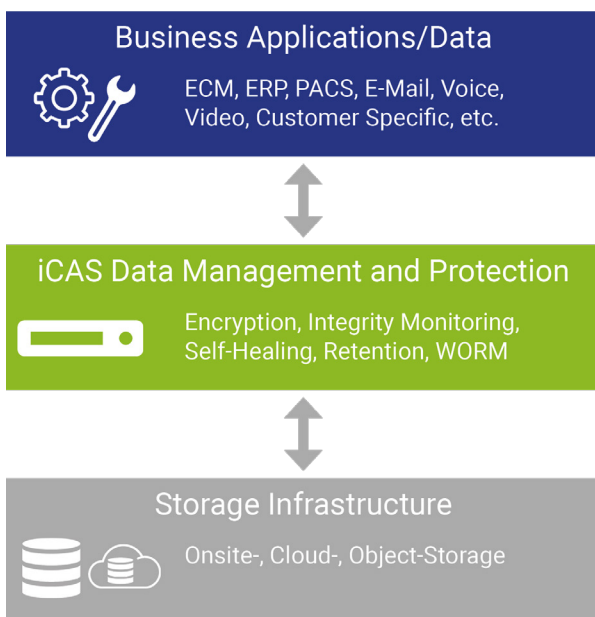 Business Applications/Data
ECM, ERP, PACS, E-Mail, Voice,
Video, Customer Specific, etc.
iCAS Data Management and Protection
Encryption, Integrity Monitoring,
Self-Healing, Retention, WORM
Storage Infrastructure
Onsite-, Cloud-, Object-Storage